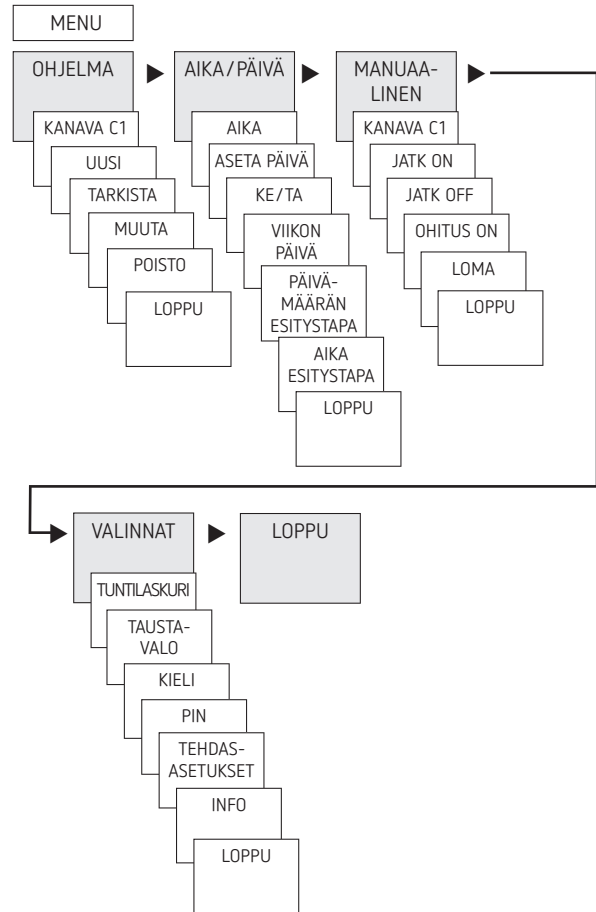 MENU
OHJELMA
KANAVA C1
UUSI
TARKISTA
MUUTA
POISTO
LOPPU
AIKA/PÄIVÄ
AIKA
ASETA PÄIVÄ
KE/TA
VIIKON
PÄIVÄ
PÄIVÄ-
MÄÄRÄN
ESITYSTAPA
AIKA
ESITYSTAPA
LOPPU
MANUAA-
LINEN
KANAVA C1
JATK ON
JATK OFF
OHITUS ON
LOMA
LOPPU
VALINNAT
TUNTILASKURI
TAUSTA-
VALO
KIELI
PIN
TEHDAS-
ASETUKSET
INFO
LOPPU
LOPPU